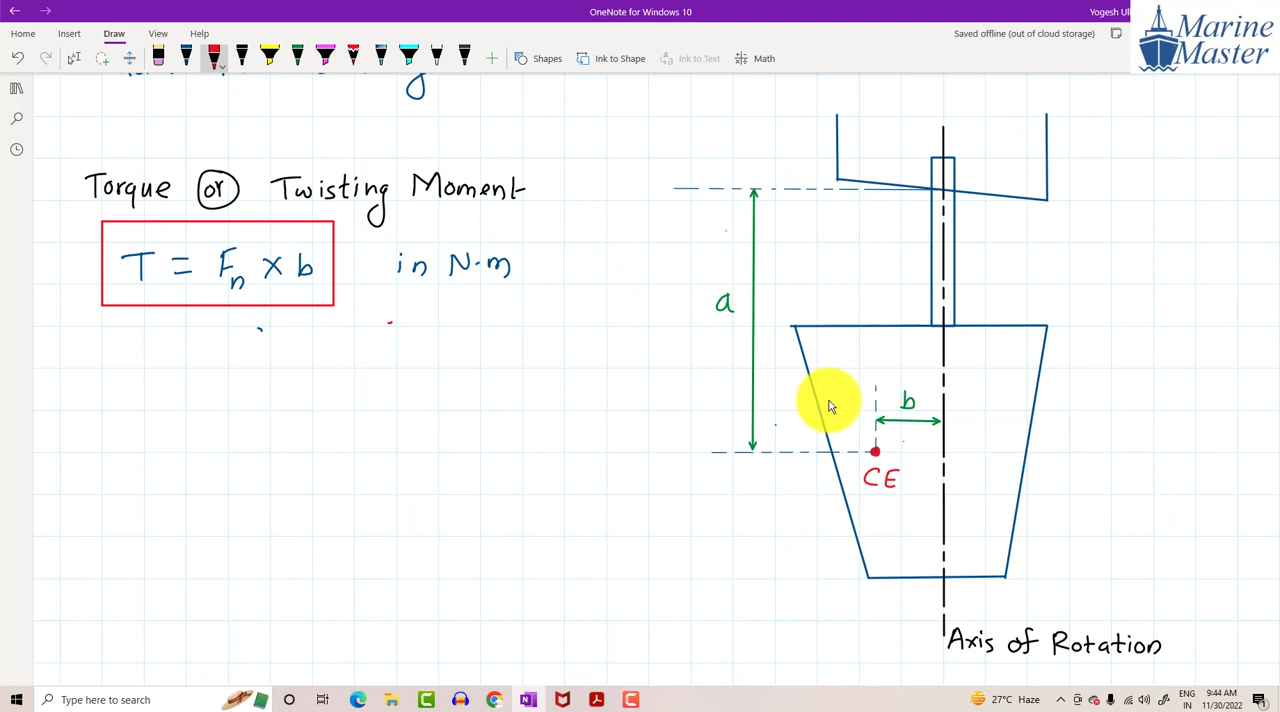 OneNote for Windows 10
Yogesh Ul
Home
Insert
Draw
View
Help
Saved offline (out of cloud storage)
Marine
Master
Shapes
Ink to Shape
Ink to Text
Math
Torque or Twisting Moment
T = Fn × b in N·m
a
b
CE
Axis of Rotation
Type here to search
27°C Haze
ENG
IN
9:44 AM
11/30/2022